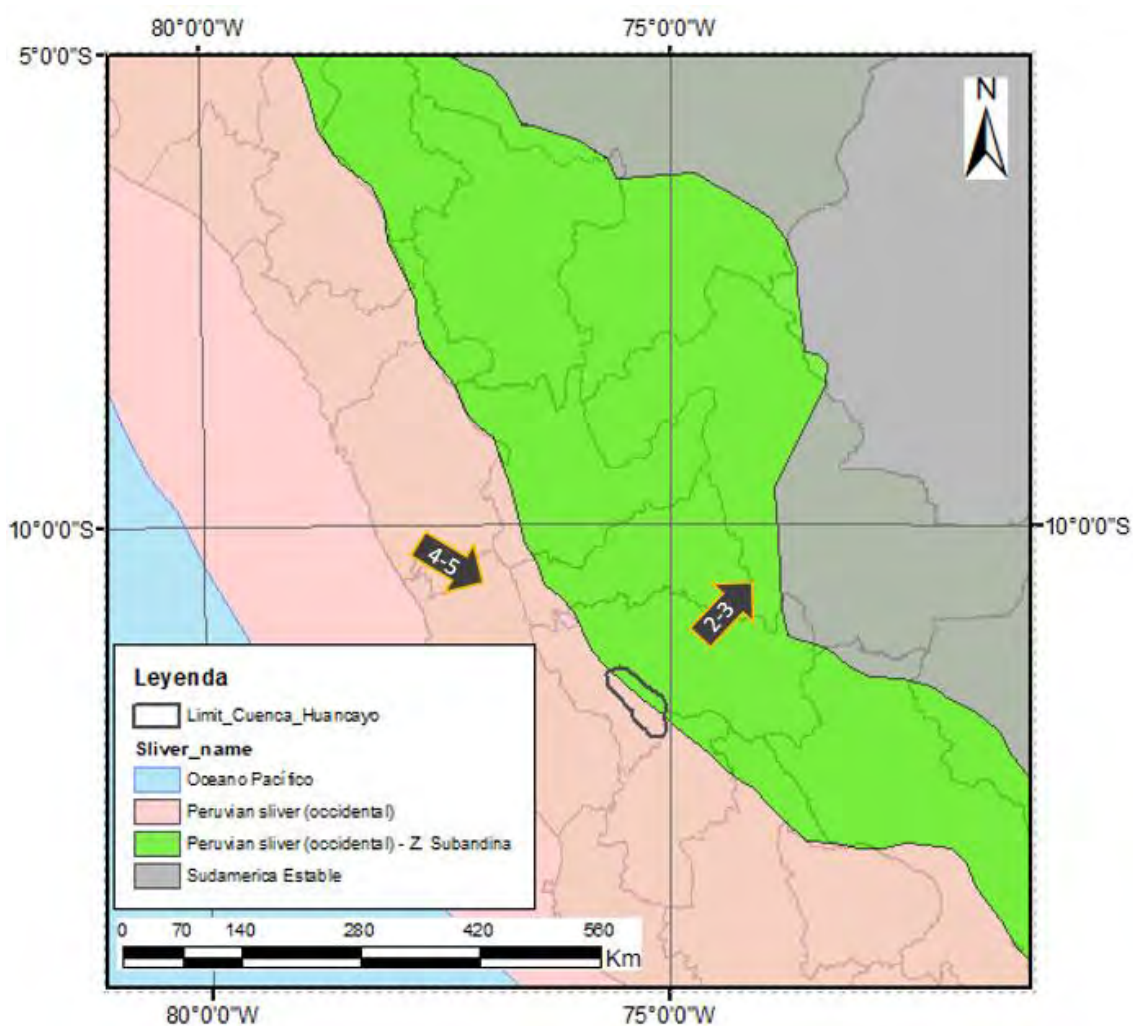 80°0'0"W 75°0'0"W
5°0'0"S
N
10°0'0"S 10°0'0"S
4-5
2-3
Leyenda
Limit_Cuenca_Huancayo
Sliver_name
Oceano Pacífico
Peruvian sliver (occidental)
Peruvian sliver (occidental) - Z. Subandina
Sudamerica Estable
0 70 140 280 420 560
Km
80°0'0"W 75°0'0"W